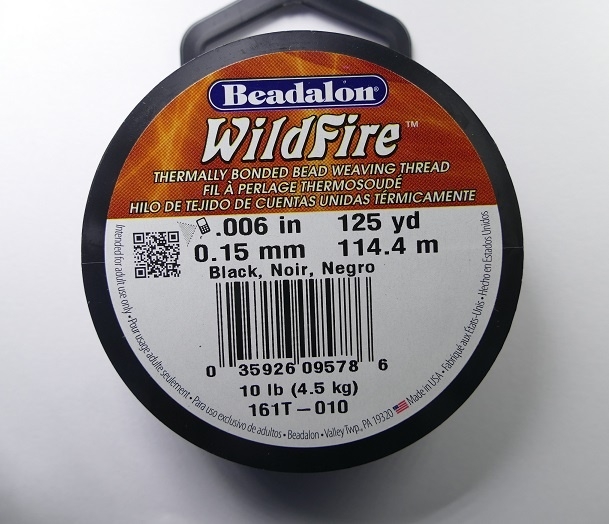 Beadalon®
WildFire™
THERMALLY BONDED BEAD WEAVING THREAD
FIL À PERLAGE THERMOSOUDÉ
HILO DE TEJIDO DE CUENTAS UNIDAS TÉRMICAMENTE
.006 in 125 yd
0.15 mm 114.4 m
Black, Noir, Negro
0 35926 09578 6
10 lb (4.5 kg)
161T-010
Intended for adult use only • Pour usage adulte seulement • Para uso exclusivo de adultos • Beadalon • Valley Twp., PA 19320 Made in USA • Fabriqué aux États-Unis • Hecho en Estados Unidos